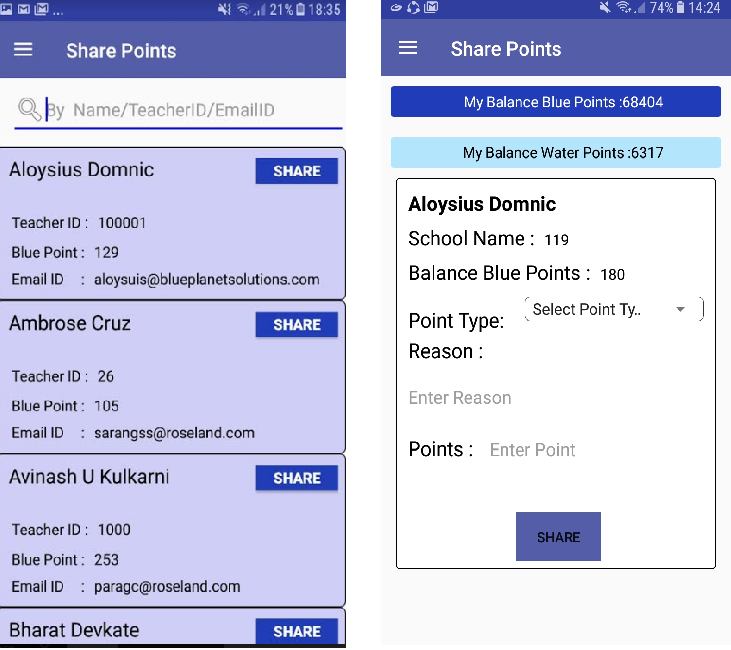 ... 21% 18:35
Share Points
By Name/TeacherID/EmailID
Aloysius Domnic
SHARE
Teacher ID : 100001
Blue Point : 129
Email ID : aloysuis@blueplanetsolutions.com
Ambrose Cruz
SHARE
Teacher ID : 26
Blue Point : 105
Email ID : sarangss@roseland.com
Avinash U Kulkarni
SHARE
Teacher ID : 1000
Blue Point : 253
Email ID : paragc@roseland.com
Bharat Devkate
SHARE
74% 14:24
Share Points
My Balance Blue Points :68404
My Balance Water Points :6317
Aloysius Domnic
School Name : 119
Balance Blue Points : 180
Point Type: Select Point Ty..
Reason :
Enter Reason
Points : Enter Point
SHARE